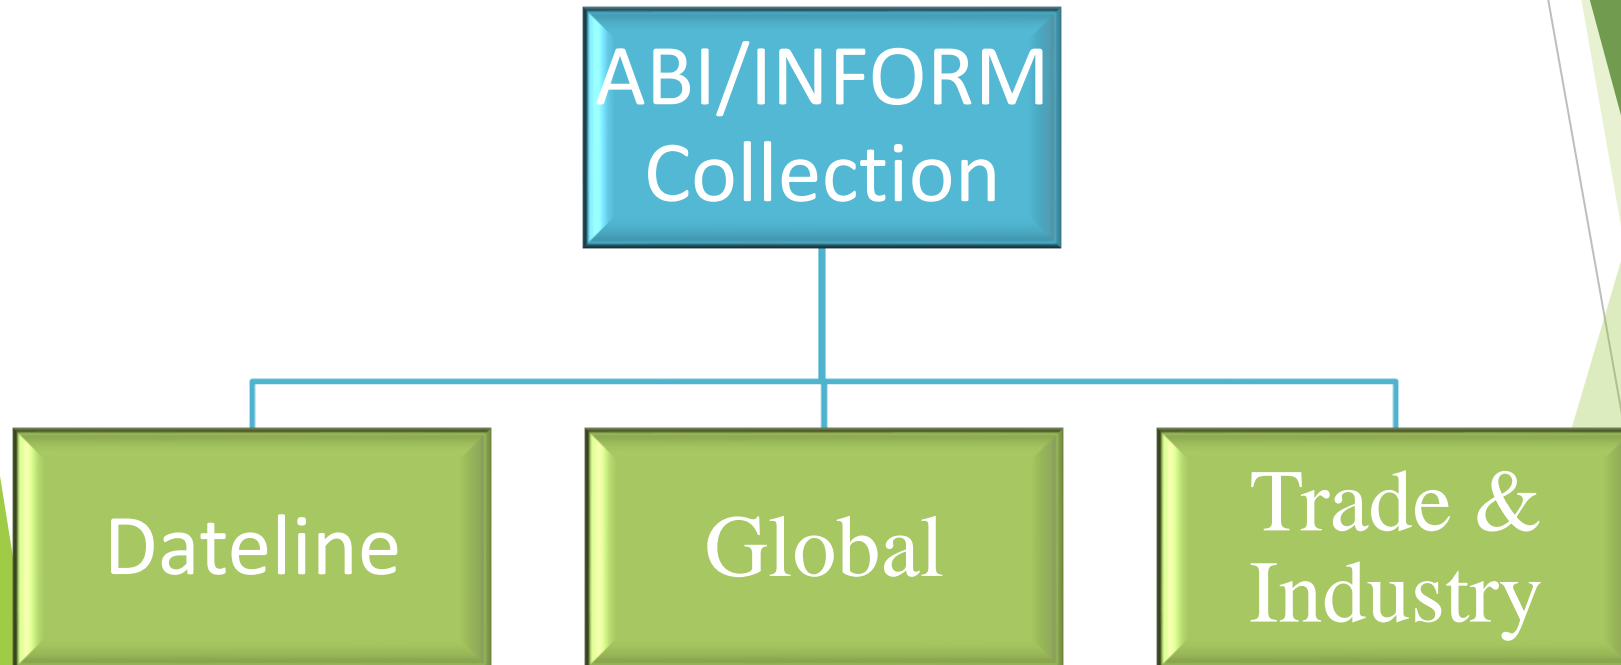 ABI/INFORM
Collection
Dateline
Global
Trade &
Industry